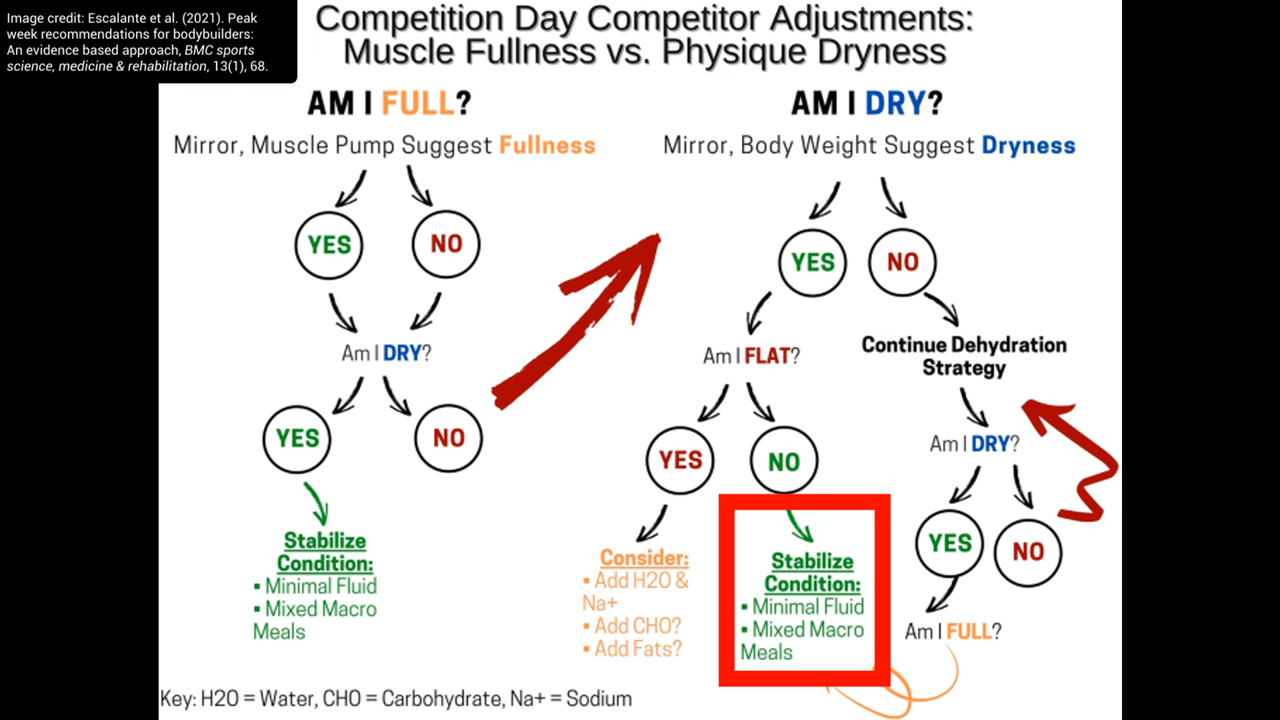 Image credit: Escalante et al. (2021). Peak
week recommendations for bodybuilders:
An evidence based approach, BMC sports
science, medicine & rehabilitation, 13(1), 68.
Competition Day Competitor Adjustments:
Muscle Fullness vs. Physique Dryness
AM I FULL?
Mirror, Muscle Pump Suggest Fullness
YES
NO
Am I DRY?
YES
NO
Stabilize
Condition:
▪ Minimal Fluid
▪ Mixed Macro
Meals
AM I DRY?
Mirror, Body Weight Suggest Dryness
YES
NO
Am I FLAT?
YES
NO
Consider:
▪ Add H2O &
Na+
▪ Add CHO?
▪ Add Fats?
Stabilize
Condition:
▪ Minimal Fluid
▪ Mixed Macro
Meals
Continue Dehydration
Strategy
Am I DRY?
YES
NO
Am I FULL?
Key: H2O = Water, CHO = Carbohydrate, Na+ = Sodium